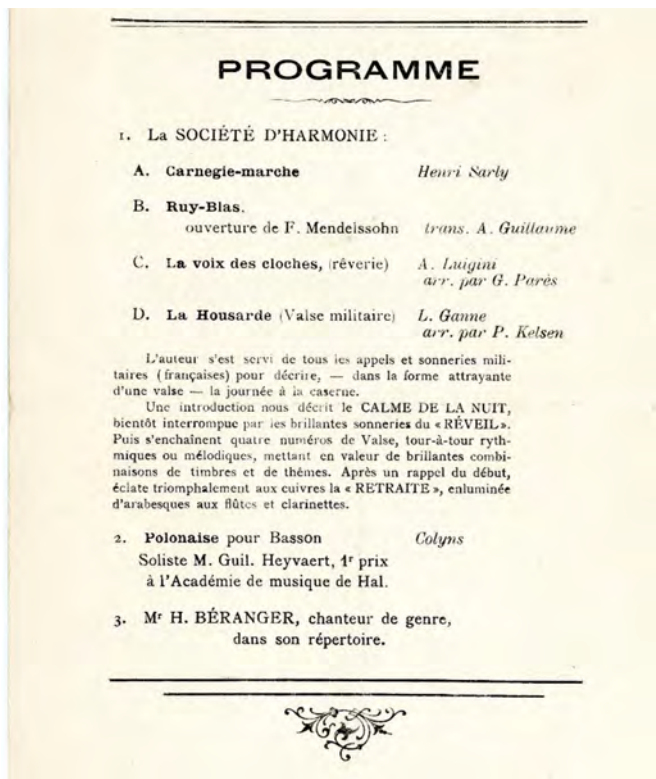 PROGRAMME
1. La SOCIÉTÉ D'HARMONIE :
A. Carnegie-marche Henri Sarly
B. Ruy-Blas.
ouverture de F. Mendelssohn trans. A. Guillaume
C. La voix des cloches, (rêverie) A. Luigini
arr. par G. Parès
D. La Housarde (Valse militaire) L. Ganne
arr. par P. Kelsen
L'auteur s'est servi de tous les appels et sonneries mili-
taires (françaises) pour décrire, — dans la forme attrayante
d'une valse — la journée à la caserne.
Une introduction nous décrit le CALME DE LA NUIT,
bientôt interrompue par les brillantes sonneries du « RÉVEIL ».
Puis s'enchaînent quatre numéros de Valse, tour-à-tour ryth-
miques ou mélodiques, mettant en valeur de brillantes combi-
naisons de timbres et de thèmes. Après un rappel du début,
éclate triomphalement aux cuivres la « RETRAITE », enluminée
d'arabesques aux flûtes et clarinettes.
2. Polonaise pour Basson Colyns
Soliste M. Guil. Heyvaert, 1r prix
à l'Académie de musique de Hal.
3. Mr H. BÉRANGER, chanteur de genre,
dans son répertoire.